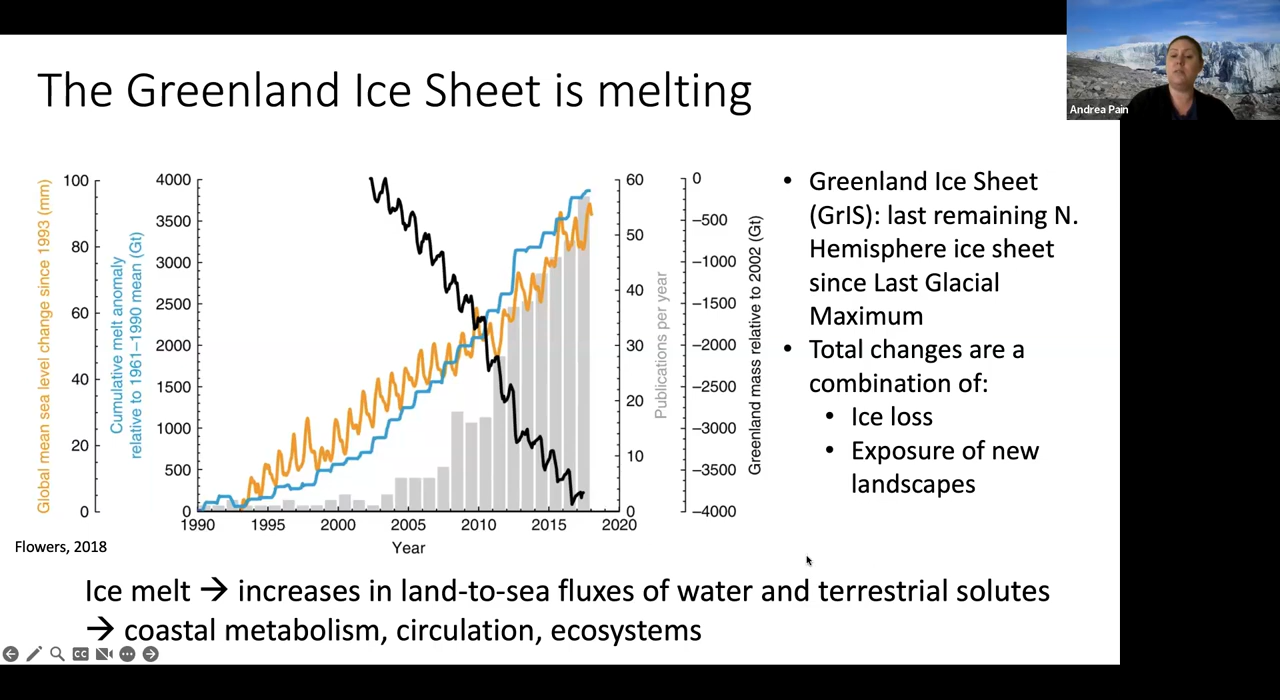 The Greenland Ice Sheet is melting
Andrea Pain
Global mean sea level change since 1993 (mm)
100
80
60
40
20
0
Cumulative melt anomaly
relative to 1961–1990 mean (Gt)
4000
3500
3000
2500
2000
1500
1000
500
0
1990
1995
2000
2005
2010
2015
2020
Year
60
50
40
30
20
10
0
Publications per year
0
–500
–1000
–1500
–2000
–2500
–3000
–3500
–4000
Greenland mass relative to 2002 (Gt)
Flowers, 2018
• Greenland Ice Sheet
(GrIS): last remaining N.
Hemisphere ice sheet
since Last Glacial
Maximum
• Total changes are a
combination of:
• Ice loss
• Exposure of new
landscapes
Ice melt → increases in land-to-sea fluxes of water and terrestrial solutes
→ coastal metabolism, circulation, ecosystems
CC